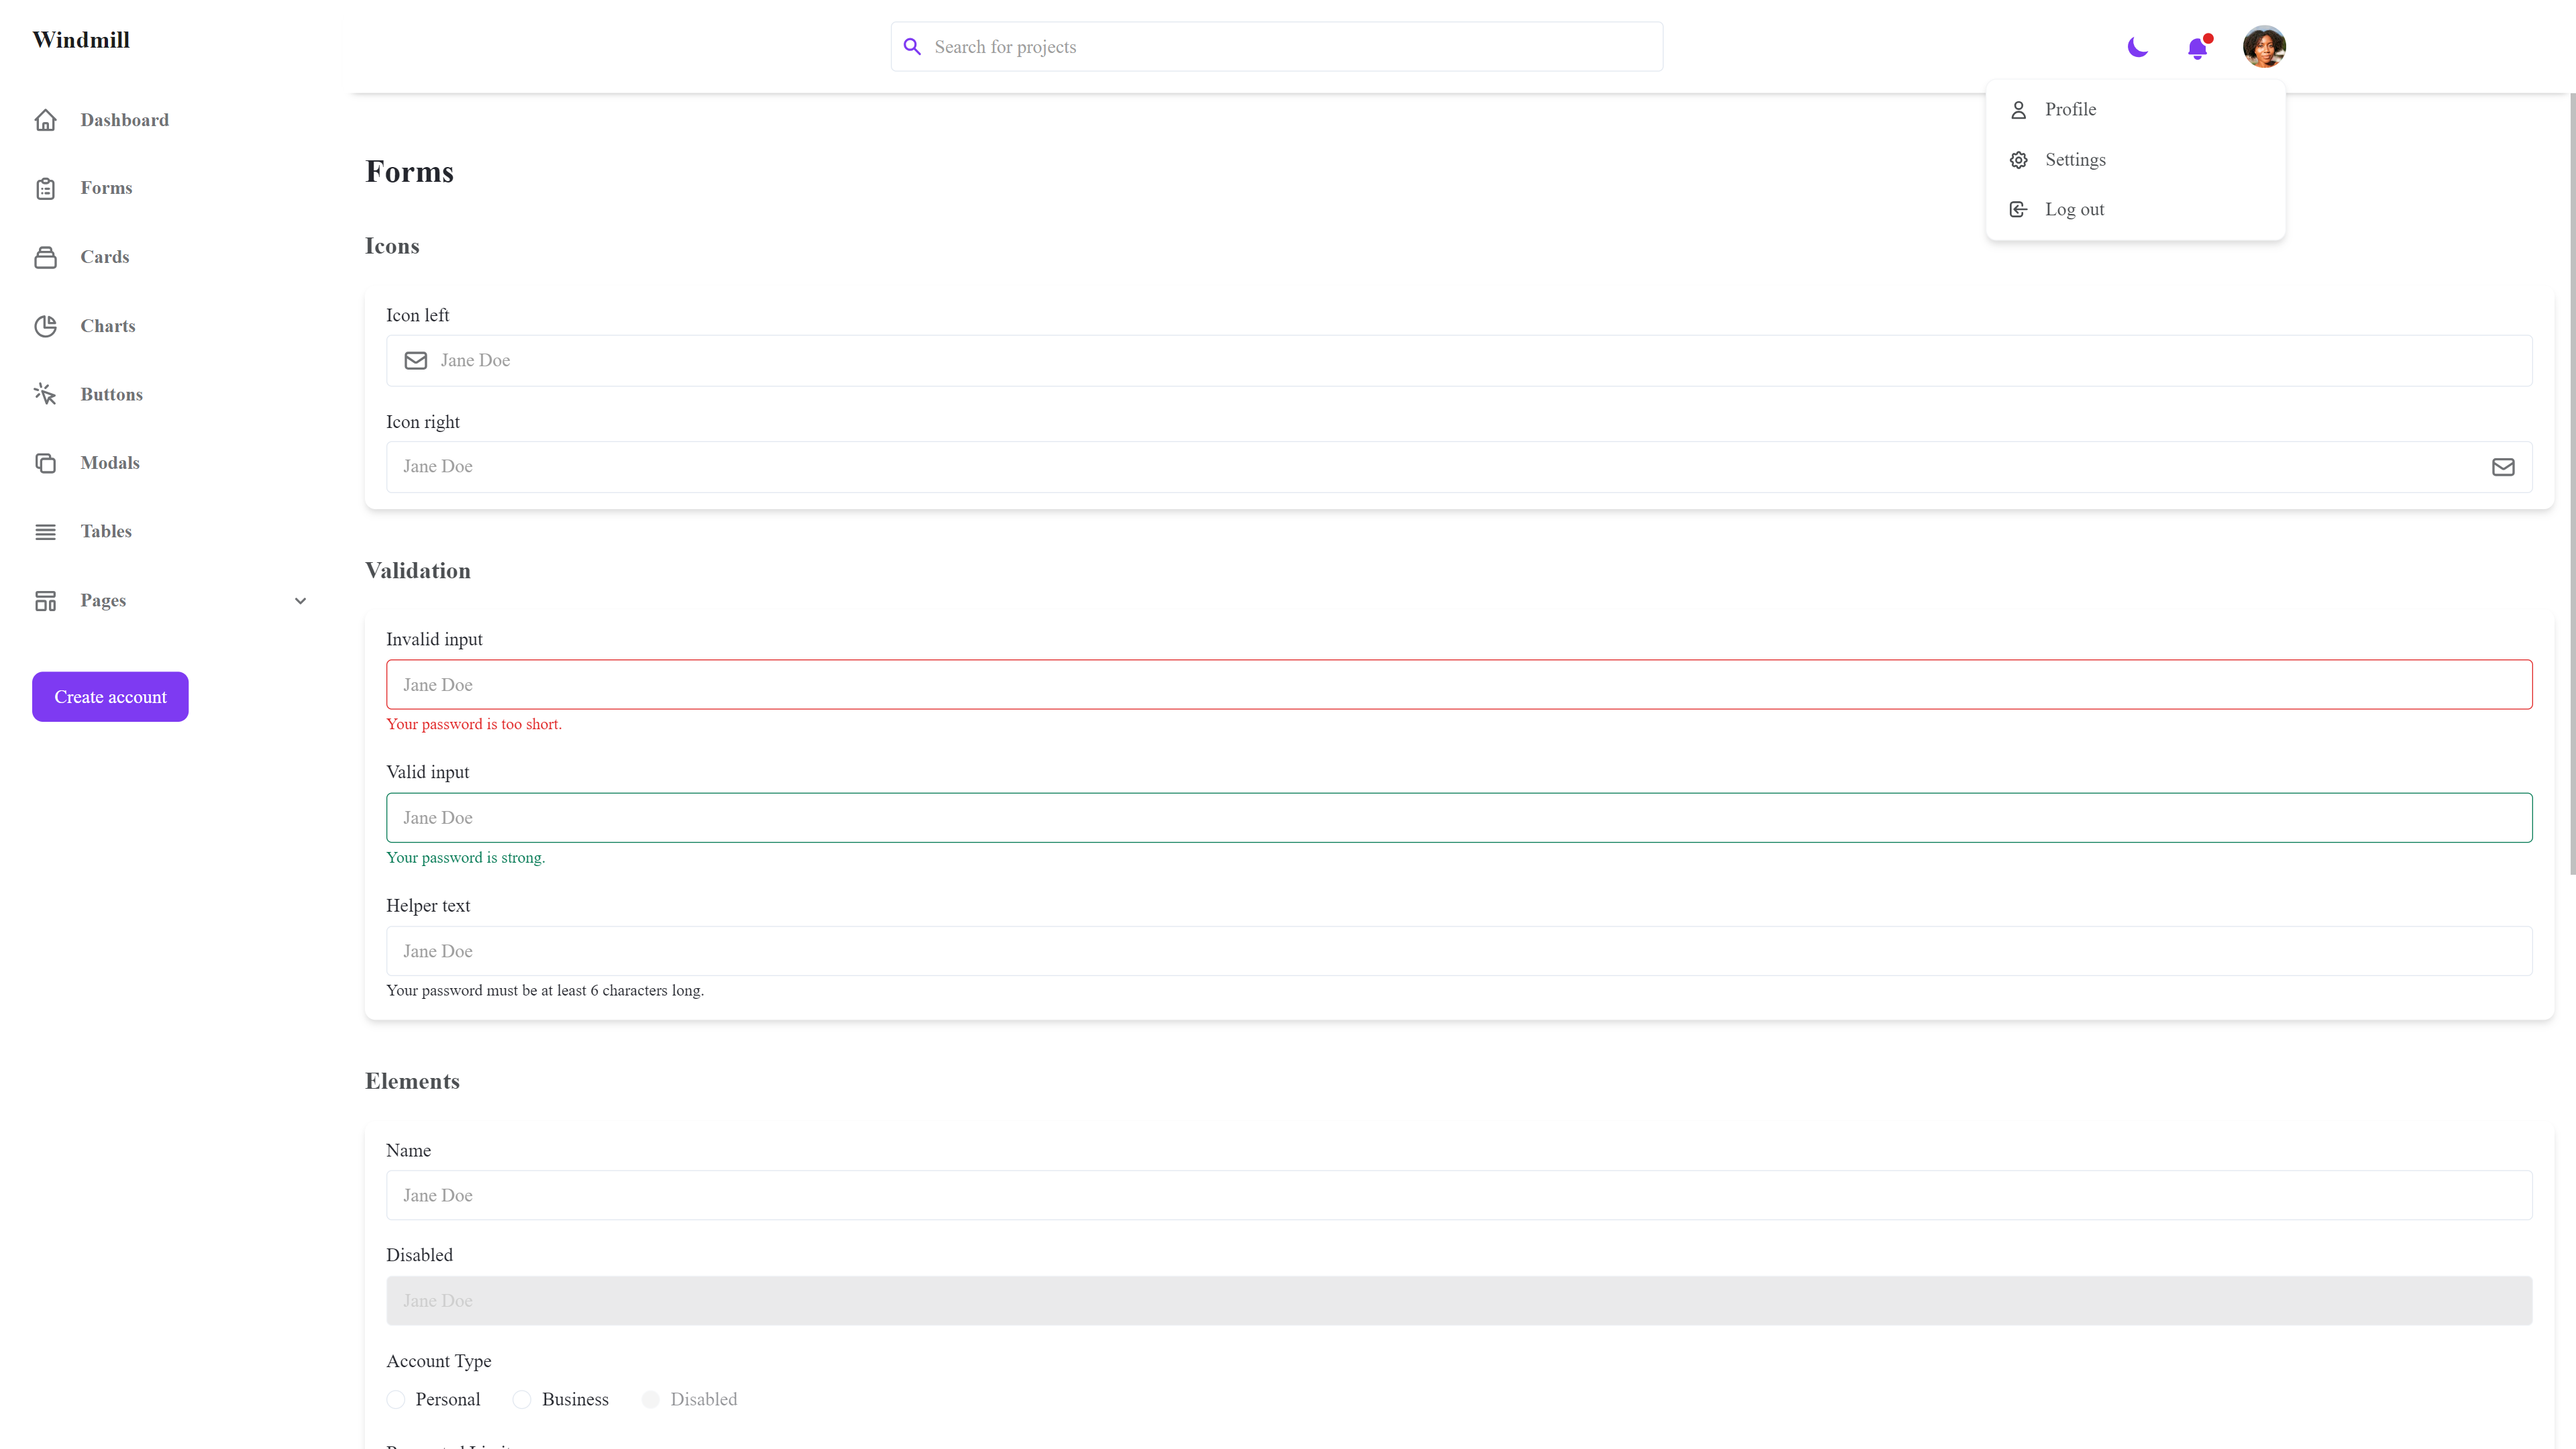 Windmill
Search for projects
Dashboard
Forms
Cards
Charts
Buttons
Modals
Tables
Pages
Create account
Profile
Settings
Log out
Forms
Icons
Icon left
Jane Doe
Icon right
Jane Doe
Validation
Invalid input
Jane Doe
Your password is too short.
Valid input
Jane Doe
Your password is strong.
Helper text
Jane Doe
Your password must be at least 6 characters long.
Elements
Name
Jane Doe
Disabled
Jane Doe
Account Type
Personal Business Disabled